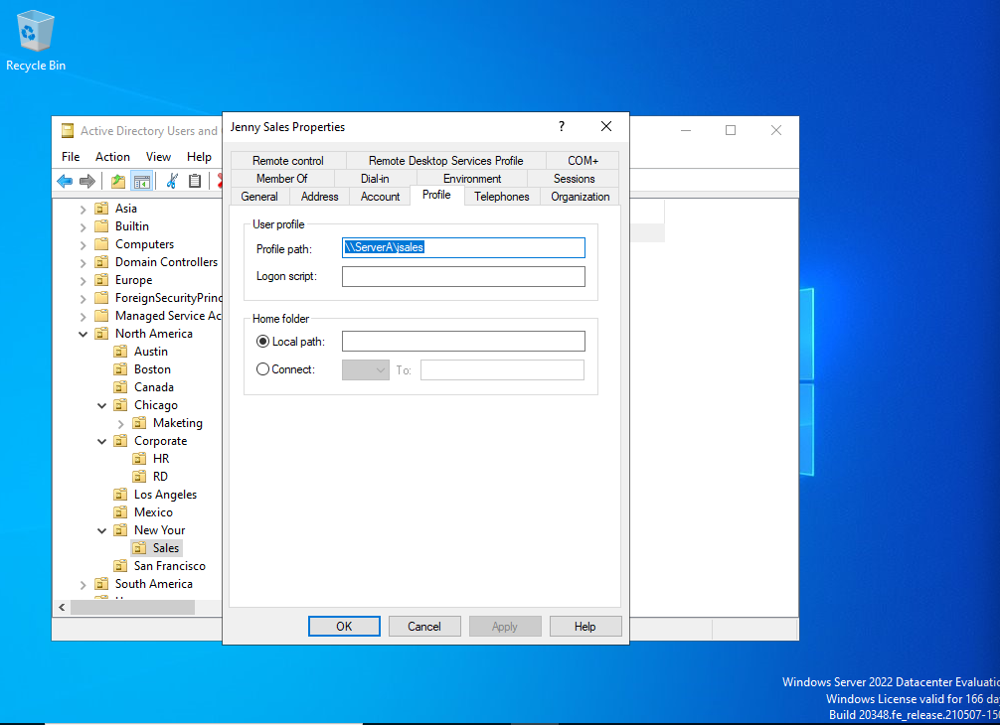 Recycle Bin
Active Directory Users and
Jenny Sales Properties
?
File Action View Help
Remote control Remote Desktop Services Profile COM+
Member Of Dial-in Environment Sessions
General Address Account Profile Telephones Organization
User profile
Profile path: \\ServerA\jsales
Logon script:
Home folder
Local path:
Connect: To:
OK Cancel Apply Help
Asia
Builtin
Computers
Domain Controllers
Europe
ForeignSecurityPrinc
Managed Service Ac
North America
Austin
Boston
Canada
Chicago
Maketing
Corporate
HR
RD
Los Angeles
Mexico
New Your
Sales
San Francisco
South America
Windows Server 2022 Datacenter Evaluatio
Windows License valid for 166 da
Build 20348.fe_release.210507-150